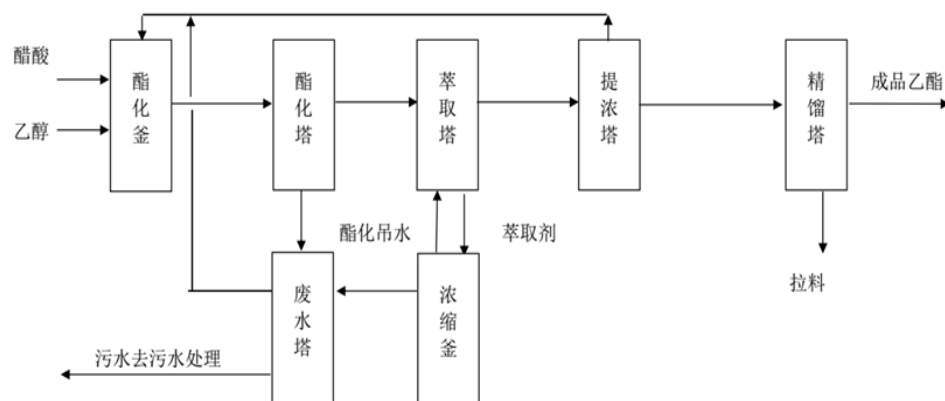 醋酸
乙醇
酯化釜
酯化塔
萃取塔
提浓塔
精馏塔
成品乙酯
酯化吊水
萃取剂
拉料
废水塔
浓缩釜
污水去污水处理